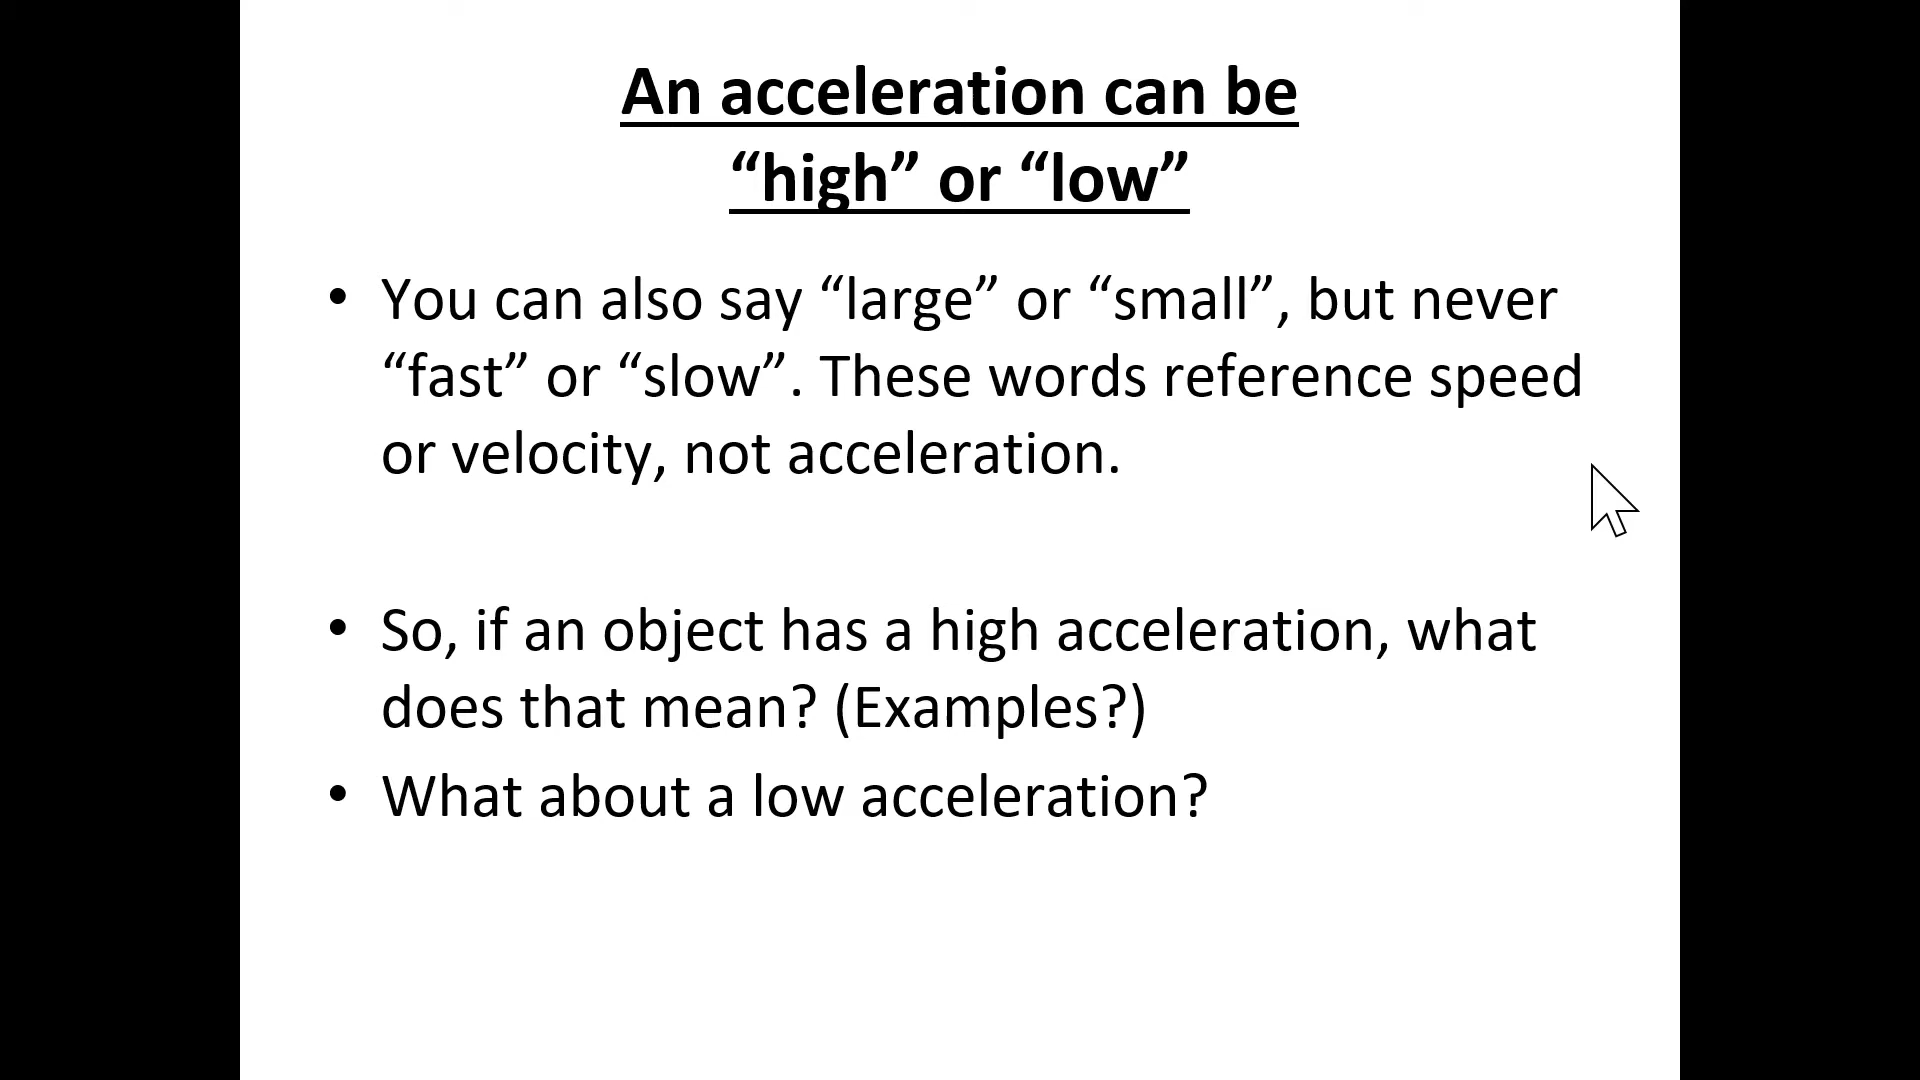 An acceleration can be
“high” or “low”
• You can also say “large” or “small”, but never
“fast” or “slow”. These words reference speed
or velocity, not acceleration.
• So, if an object has a high acceleration, what
does that mean? (Examples?)
• What about a low acceleration?